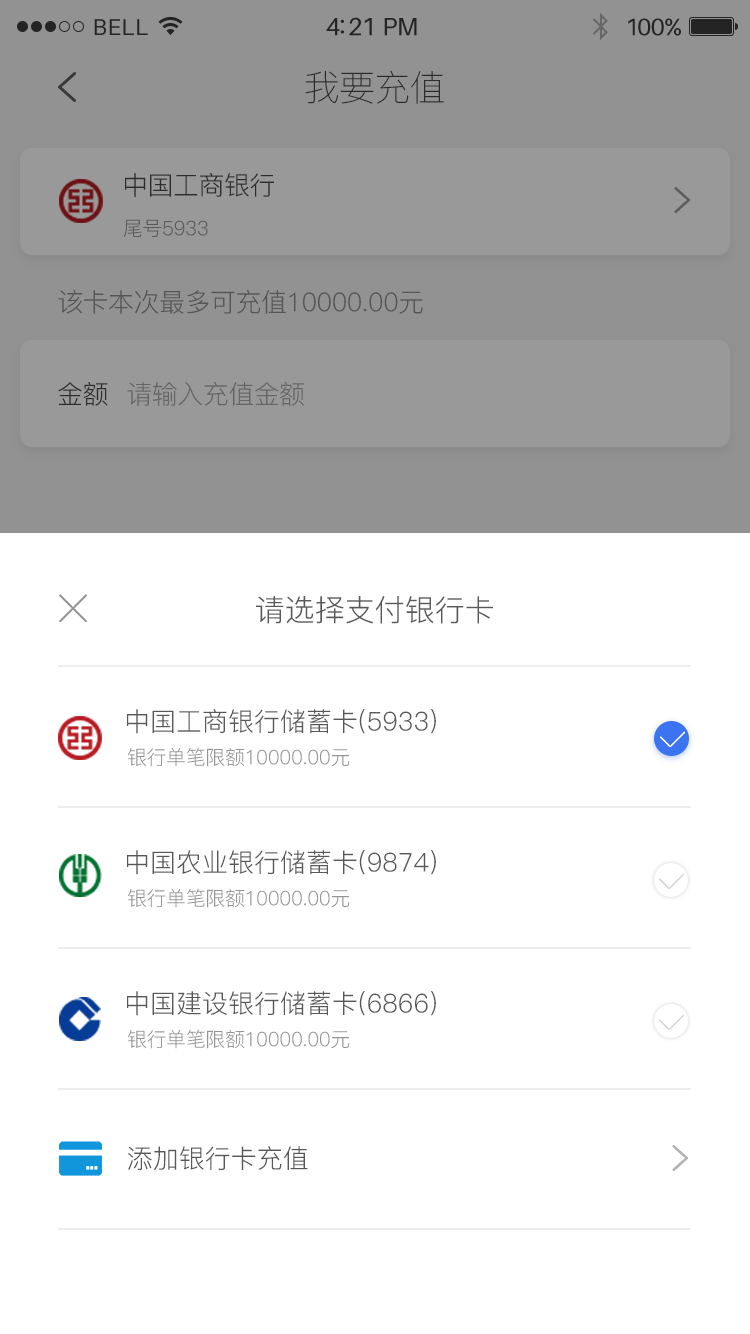 BELL 4:21 PM 100%
我要充值
中国工商银行
尾号5933
该卡本次最多可充值10000.00元
金额 请输入充值金额
请选择支付银行卡
中国工商银行储蓄卡(5933)
银行单笔限额10000.00元
中国农业银行储蓄卡(9874)
银行单笔限额10000.00元
中国建设银行储蓄卡(6866)
银行单笔限额10000.00元
添加银行卡充值